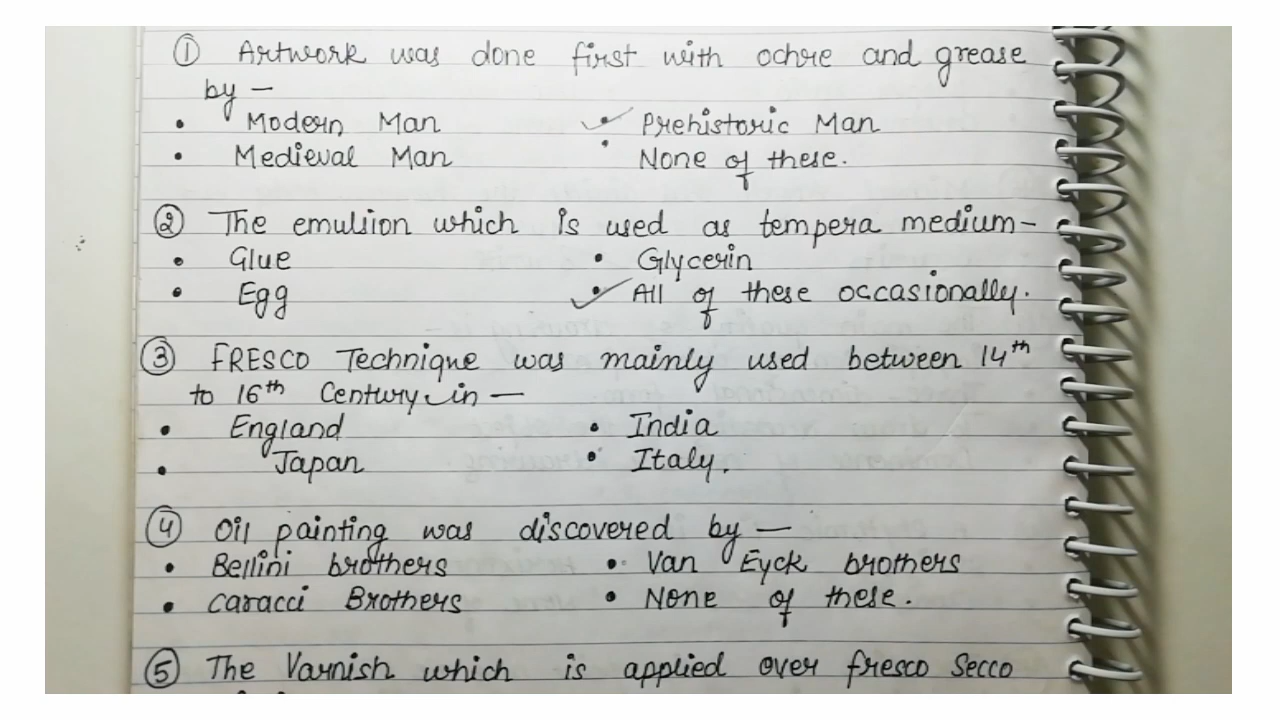 ① Artwork was done first with ochre and grease
by —
• Modern Man ✓• Prehistoric Man
• Medieval Man • None of these.
② The emulsion which is used as tempera medium-
• Glue • Glycerin
• Egg ✓• All of these occasionally.
③ FRESCO Technique was mainly used between 14th
to 16th Century in —
• England • India
• Japan • Italy.
④ Oil painting was discovered by —
• Bellini brothers • Van Eyck brothers
• Caracci Brothers • None of these.
⑤ The Varnish which is applied over fresco Secco